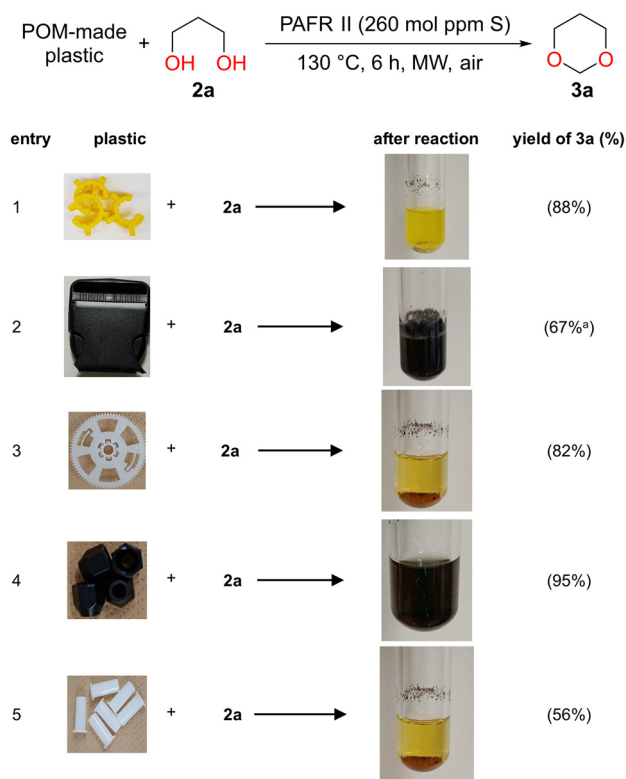 POM-made plastic + OH OH 2a PAFR II (260 mol ppm S) 130 °C, 6 h, MW, air O O 3a
entry plastic after reaction yield of 3a (%)
1 + 2a (88%)
2 + 2a (67%ᵃ)
3 + 2a (82%)
4 + 2a (95%)
5 + 2a (56%)